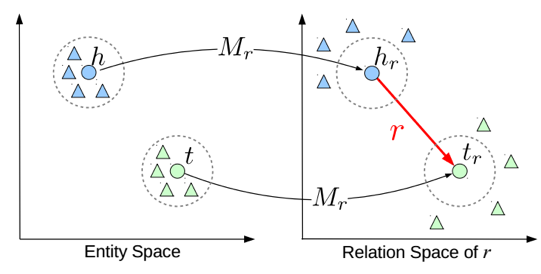 h
M_r
h_r
r
t
t_r
M_r
Entity Space
Relation Space of r